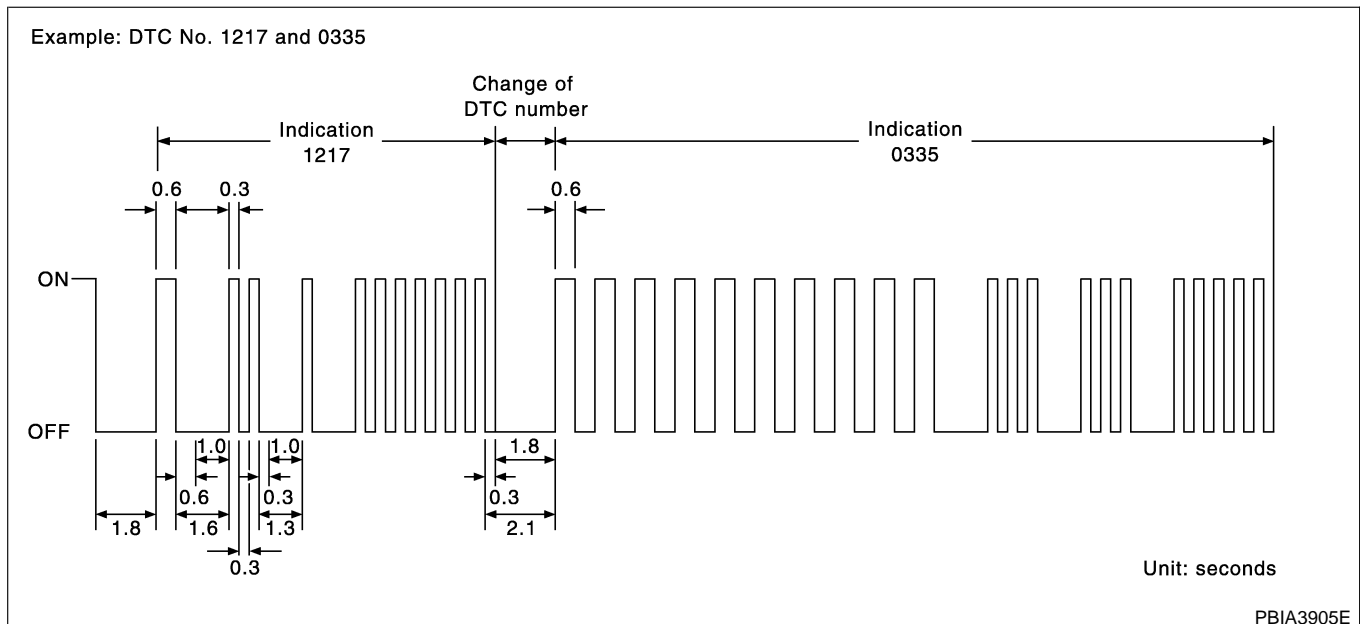 Example: DTC No. 1217 and 0335
Change of
DTC number
Indication
1217
Indication
0335
0.6
0.3
0.6
ON
OFF
1.0
1.0
1.8
0.6
0.3
0.3
1.8
1.6
1.3
2.1
0.3
Unit: seconds
PBIA3905E